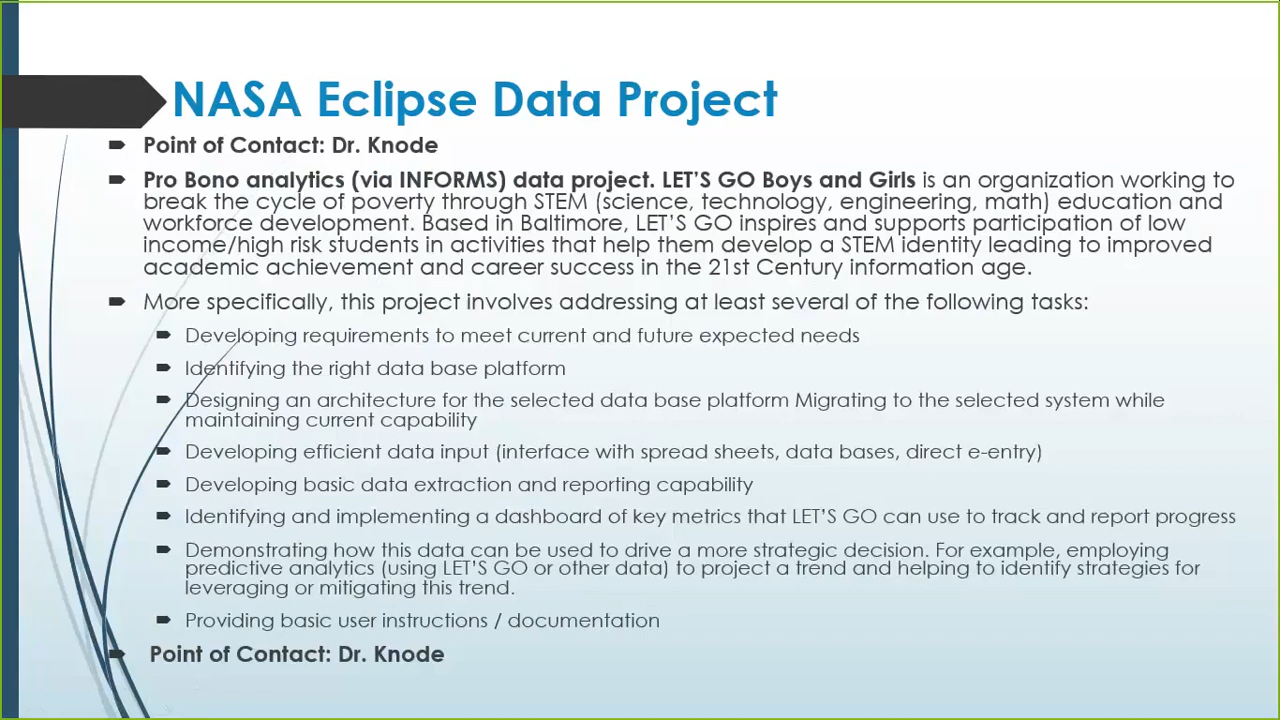 NASA Eclipse Data Project
Point of Contact: Dr. Knode
Pro Bono analytics (via INFORMS) data project. LET'S GO Boys and Girls is an organization working to
break the cycle of poverty through STEM (science, technology, engineering, math) education and
workforce development. Based in Baltimore, LET'S GO inspires and supports participation of low
income/high risk students in activities that help them develop a STEM identity leading to improved
academic achievement and career success in the 21st Century information age.
More specifically, this project involves addressing at least several of the following tasks:
Developing requirements to meet current and future expected needs
Identifying the right data base platform
Designing an architecture for the selected data base platform Migrating to the selected system while
maintaining current capability
Developing efficient data input (interface with spread sheets, data bases, direct e-entry)
Developing basic data extraction and reporting capability
Identifying and implementing a dashboard of key metrics that LET'S GO can use to track and report progress
Demonstrating how this data can be used to drive a more strategic decision. For example, employing
predictive analytics (using LET'S GO or other data) to project a trend and helping to identify strategies for
leveraging or mitigating this trend.
Providing basic user instructions / documentation
Point of Contact: Dr. Knode